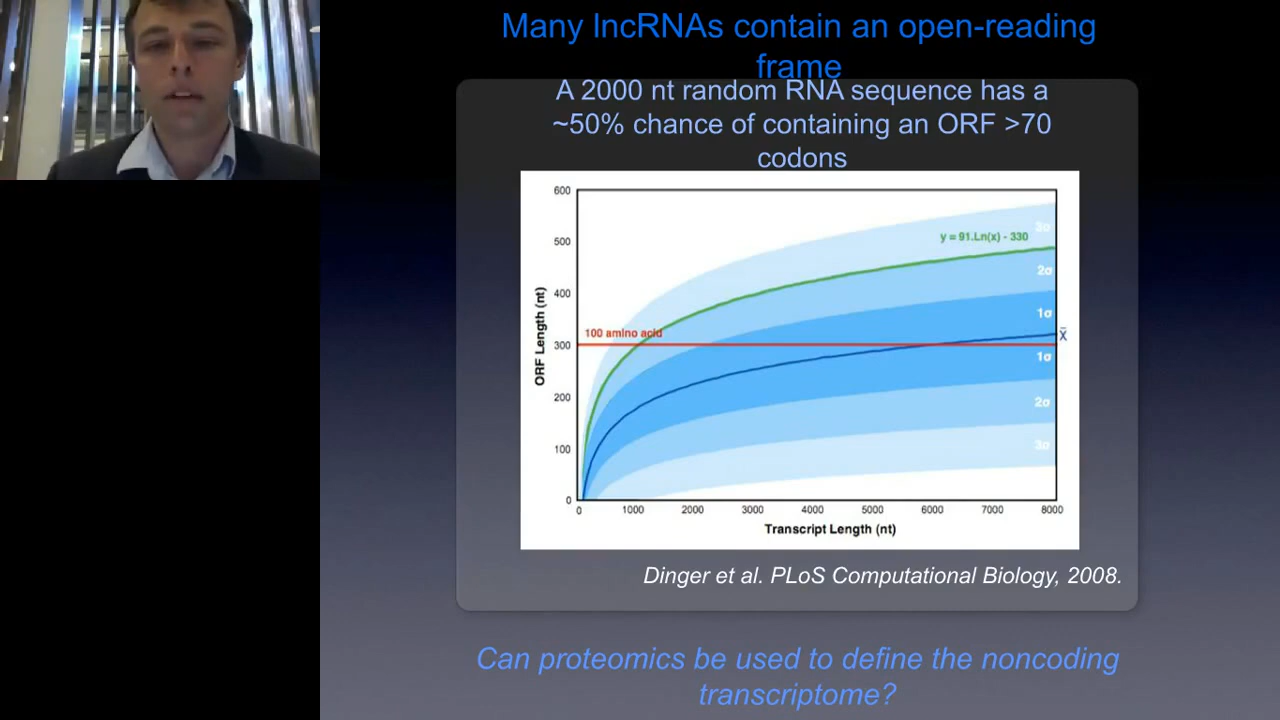 Many lncRNAs contain an open-reading
frame
A 2000 nt random RNA sequence has a
~50% chance of containing an ORF >70
codons
600
500
400
300
200
100
0
ORF Length (nt)
100 amino acid
y = 91.Ln(x) - 330
3σ
2σ
1σ
x̄
1σ
2σ
3σ
0 1000 2000 3000 4000 5000 6000 7000 8000
Transcript Length (nt)
Dinger et al. PLoS Computational Biology, 2008.
Can proteomics be used to define the noncoding
transcriptome?